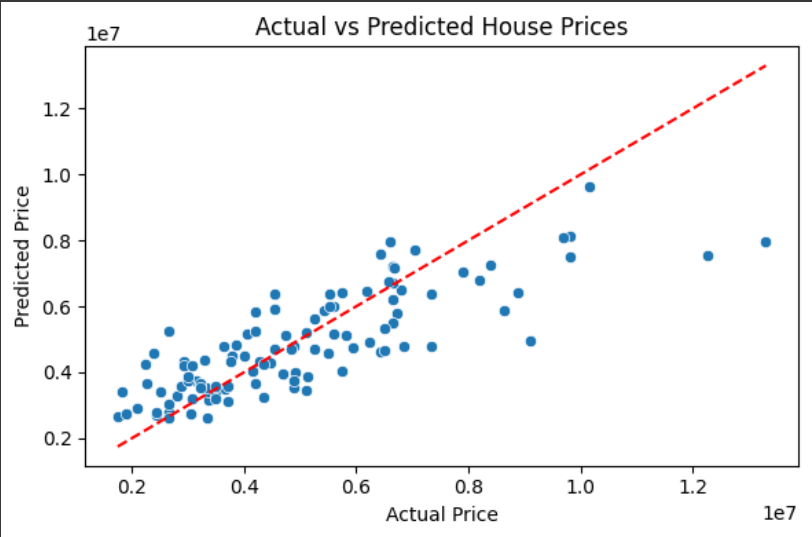 Actual vs Predicted House Prices
1e7
Predicted Price
1.2
1.0
0.8
0.6
0.4
0.2
0.2 0.4 0.6 0.8 1.0 1.2
1e7
Actual Price